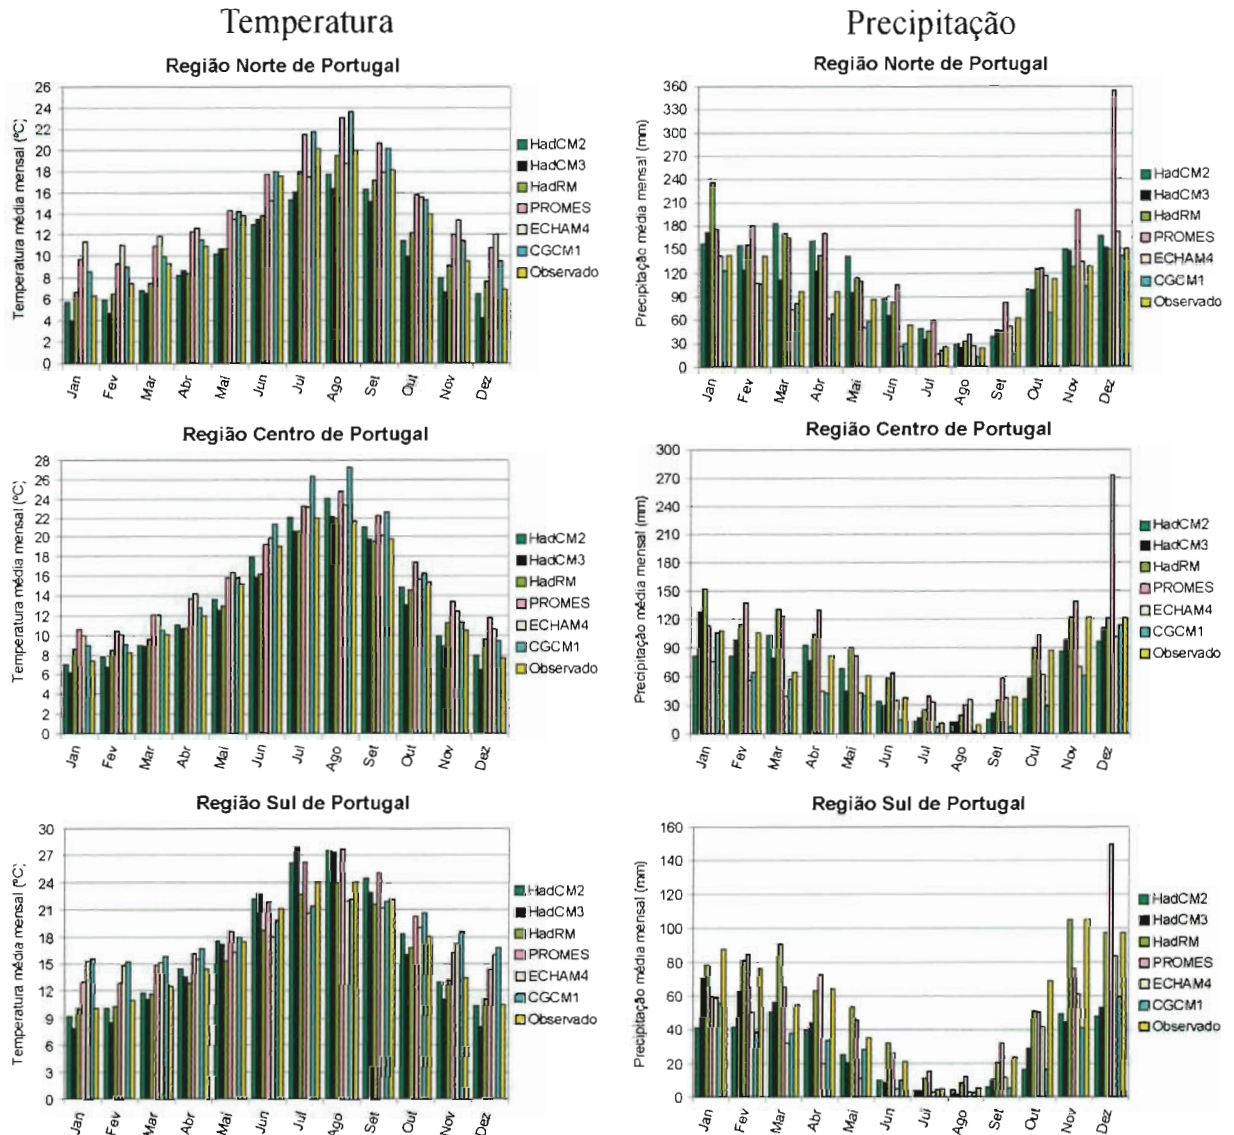 Temperatura
Precipitação
Região Norte de Portugal
Temperatura média mensal (ºC)
26
24
22
20
18
16
14
12
10
8
6
4
2
0
Jan Fev Mar Abr Mai Jun Jul Ago Set Out Nov Dez
HadCM2
HadCM3
HadRM
PROMES
ECHAM4
CGCM1
Observado
Região Norte de Portugal
Precipitação média mensal (mm)
360
330
300
270
240
210
180
150
120
90
60
30
0
Jan Fev Mar Abr Mai Jun Jul Ago Set Out Nov Dez
HadCM2
HadCM3
HadRM
PROMES
ECHAM4
CGCM1
Observado
Região Centro de Portugal
Temperatura média mensal (ºC)
28
26
24
22
20
18
16
14
12
10
8
6
4
2
0
Jan Fev Mar Abr Mai Jun Jul Ago Set Out Nov Dez
HadCM2
HadCM3
HadRM
PROMES
ECHAM4
CGCM1
Observado
Região Centro de Portugal
Precipitação média mensal (mm)
300
270
240
210
180
150
120
90
60
30
0
Jan Fev Mar Abr Mai Jun Jul Ago Set Out Nov Dez
HadCM2
HadCM3
HadRM
PROMES
ECHAM4
CGCM1
Observado
Região Sul de Portugal
Temperatura média mensal (ºC)
30
27
24
21
18
15
12
9
6
3
0
Jan Fev Mar Abr Mai Jun Jul Ago Set Out Nov Dez
HadCM2
HadCM3
HadRM
PROMES
ECHAM4
CGCM1
Observado
Região Sul de Portugal
Precipitação média mensal (mm)
160
140
120
100
80
60
40
20
0
Jan Fev Mar Abr Mai Jun Jul Ago Set Out Nov Dez
HadCM2
HadCM3
HadRM
PROMES
ECHAM4
CGCM1
Observado